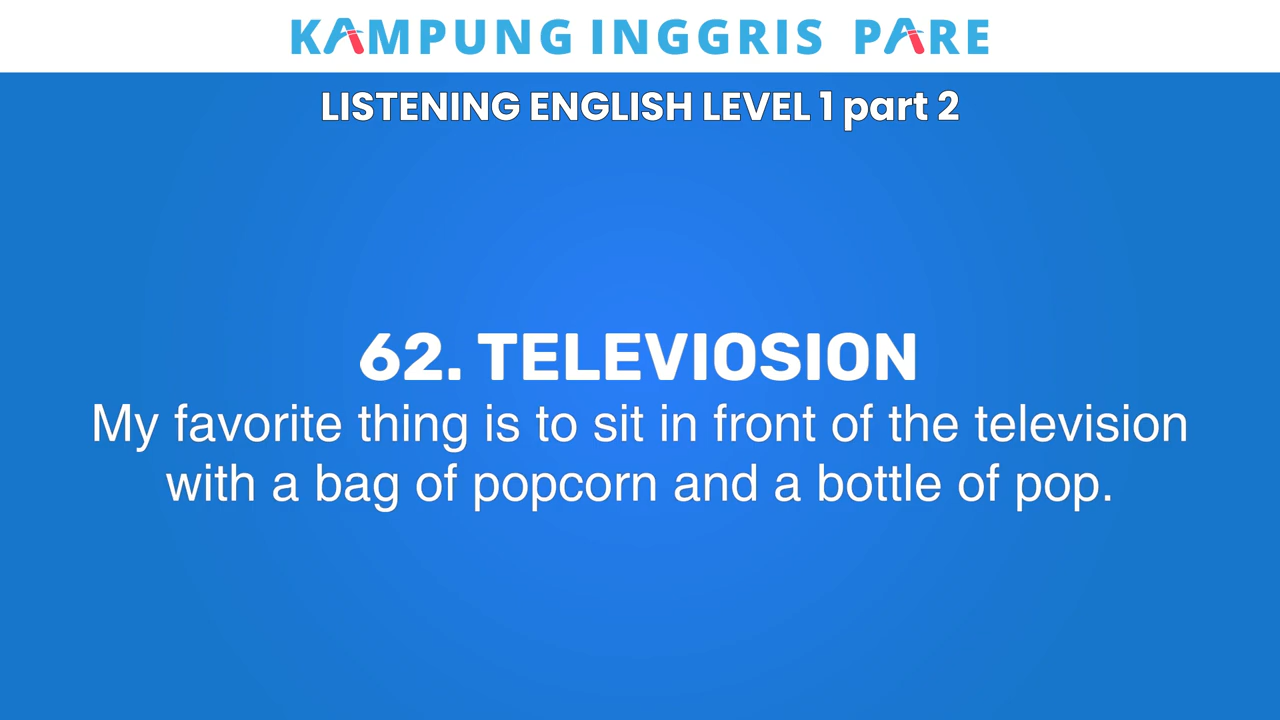 KAMPUNG INGGRIS PARE
LISTENING ENGLISH LEVEL 1 part 2
62. TELEVIOSION
My favorite thing is to sit in front of the television
with a bag of popcorn and a bottle of pop.